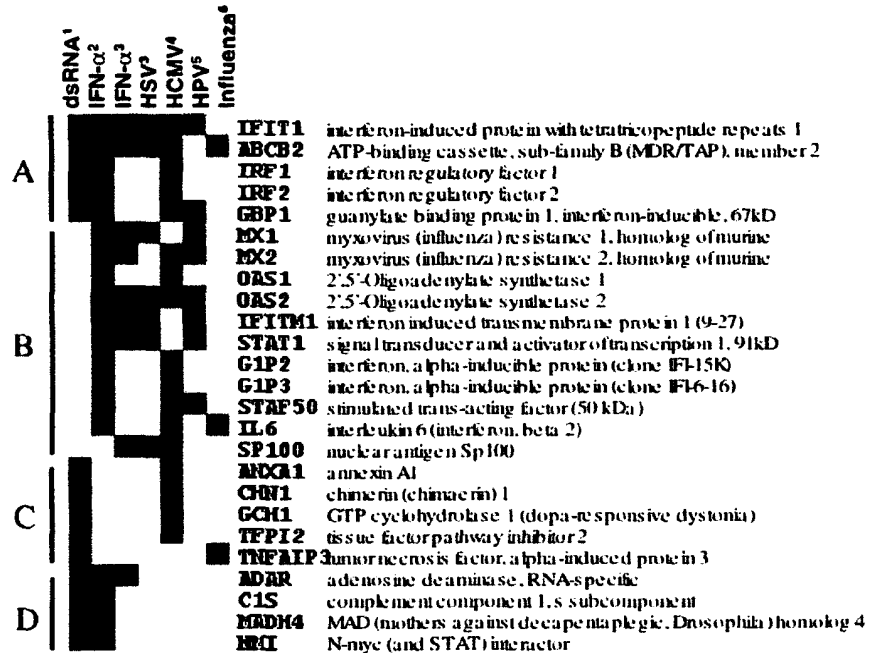 dsRNA¹
IFN-α²
IFN-α³
HSV³
HCMV⁴
HPV⁵
Influenza⁶
A
IFIT1 interferon-induced protein with tetratricopeptide repeats 1
ABCB2 ATP-binding cassette, sub-family B (MDR/TAP), member 2
IRF1 interferon regulatory factor 1
IRF2 interferon regulatory factor 2
GBP1 guanylate binding protein 1, interferon-inducible, 67kD
B
MX1 myxovirus (influenza) resistance 1, homolog of murine
MX2 myxovirus (influenza) resistance 2, homolog of murine
OAS1 2',5'-Oligoadenylate synthetase 1
OAS2 2',5'-Oligoadenylate synthetase 2
IFITM1 interferon induced transmembrane protein 1 (9-27)
STAT1 signal transducer and activator of transcription 1, 91kD
G1P2 interferon, alpha-inducible protein (clone IFI-15K)
G1P3 interferon, alpha-inducible protein (clone IFI-6-16)
STAF50 stimulated trans-acting factor (50 kDa)
IL6 interleukin 6 (interferon, beta 2)
SP100 nuclear antigen Sp100
C
ANXA1 annexin A1
CHN1 chimerin (chimaerin) 1
GCH1 GTP cyclohydrolase 1 (dopa-responsive dystonia)
TFPI2 tissue factor pathway inhibitor 2
TNFAIP3 tumor necrosis factor, alpha-induced protein 3
D
ADAR adenosine deaminase, RNA-specific
C1S complement component 1, s subcomponent
MADH4 MAD (mothers against decapentaplegic, Drosophila) homolog 4
NMI N-myc (and STAT) interactor